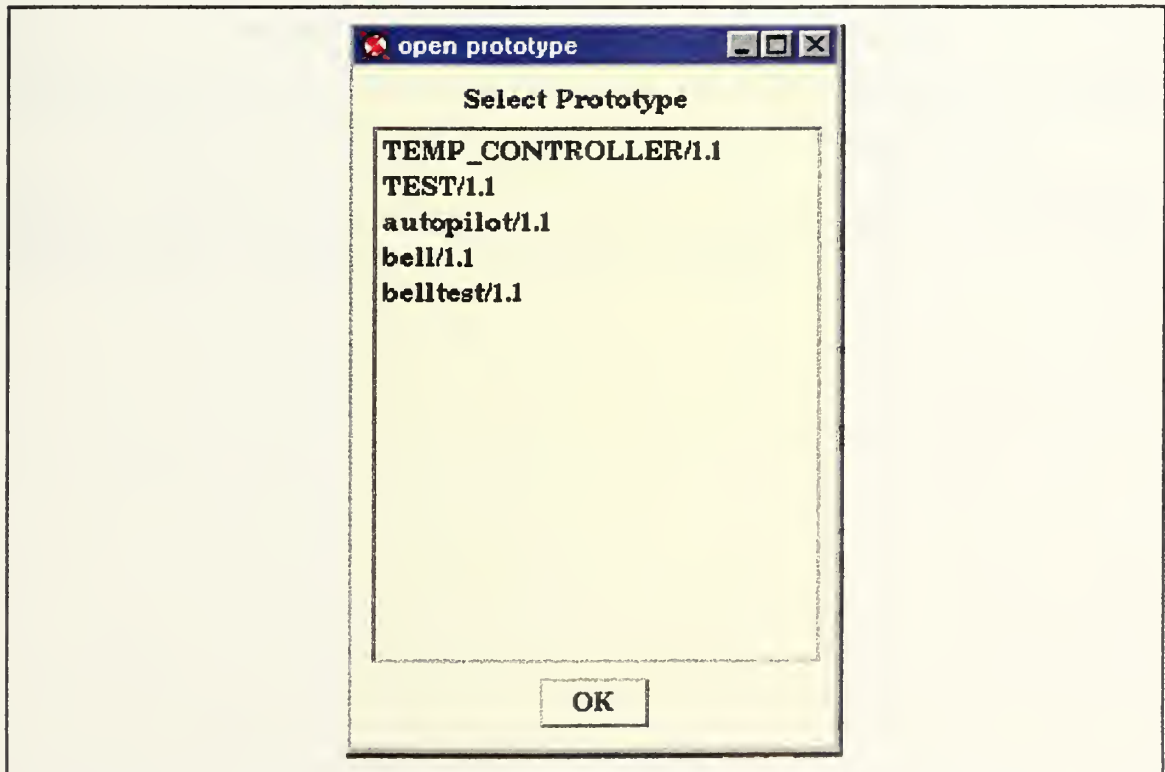 open prototype
Select Prototype
TEMP_CONTROLLER/1.1
TEST/1.1
autopilot/1.1
bell/1.1
belltest/1.1
OK